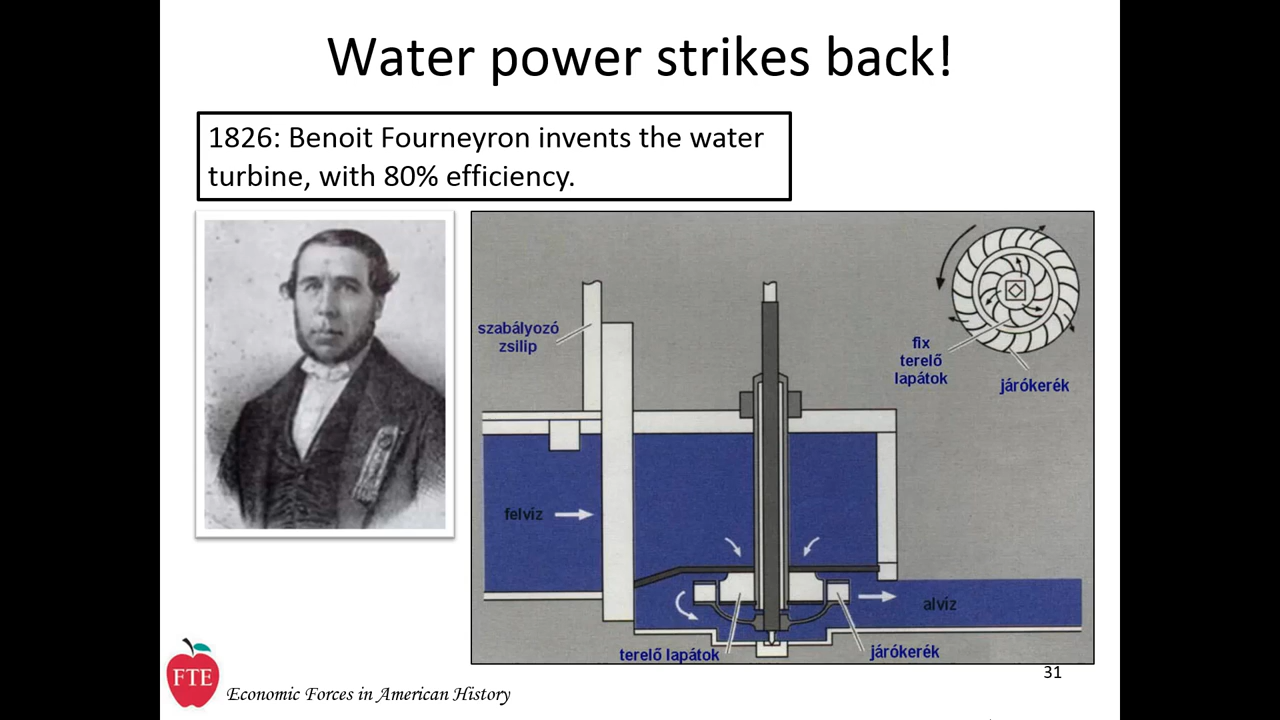 Water power strikes back!
1826: Benoit Fourneyron invents the water
turbine, with 80% efficiency.
szabályozó
zsilip
fix
terelő
lapátok
járókerék
felvíz
alvíz
terelő lapátok
járókerék
31
FTE
Economic Forces in American History